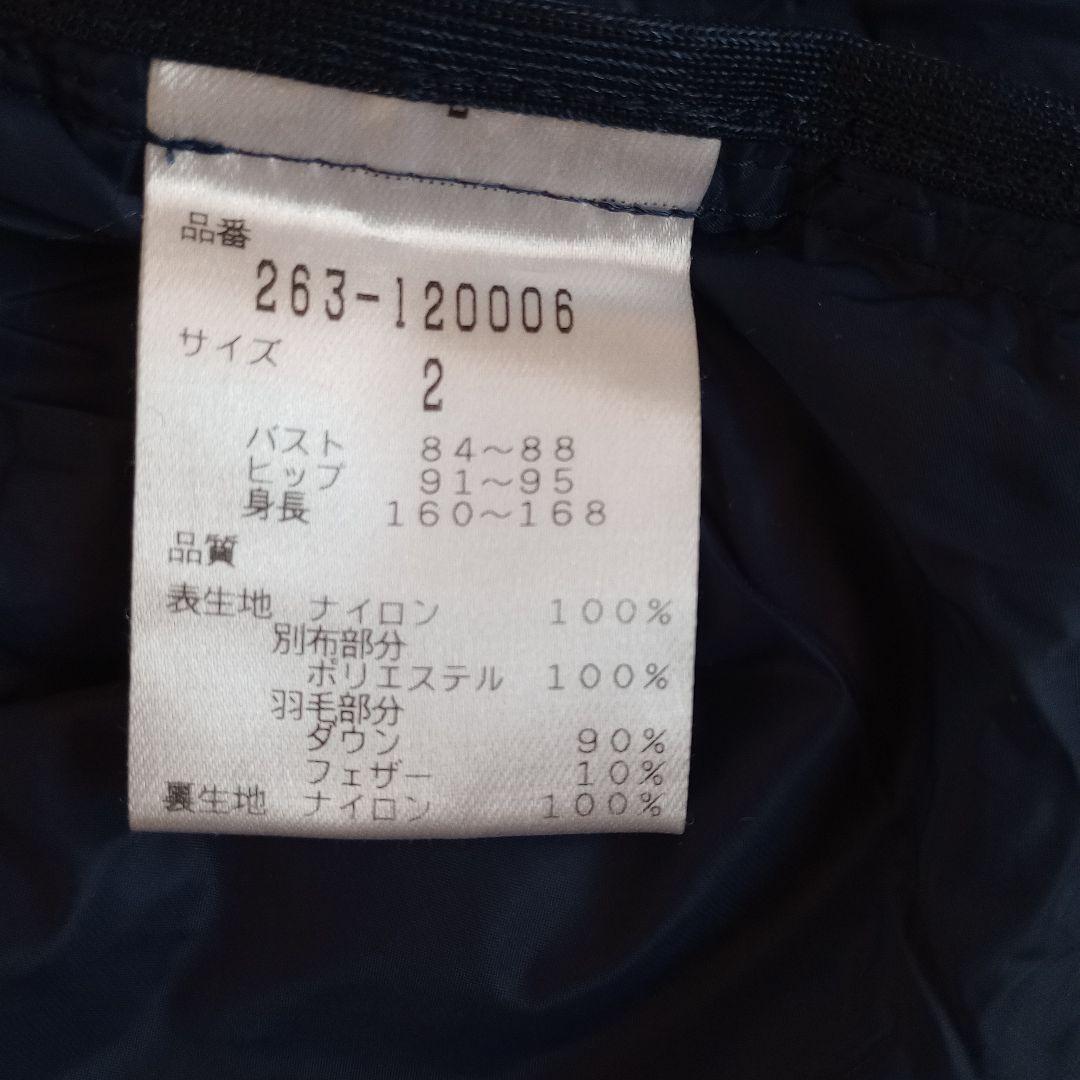 品番
263-120006
サイズ
2
バスト 84～88
ヒップ 91～95
身長 160～168
品質
表生地 ナイロン 100%
別布部分
ポリエステル 100%
羽毛部分
ダウン 90%
フェザー 10%
裏生地 ナイロン 100%